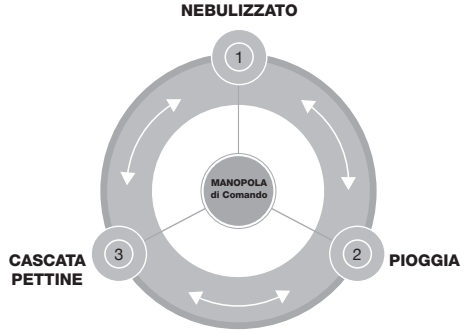 NEBULIZZATO
1
MANOPOLA
di Comando
3
CASCATA
PETTINE
2
PIOGGIA